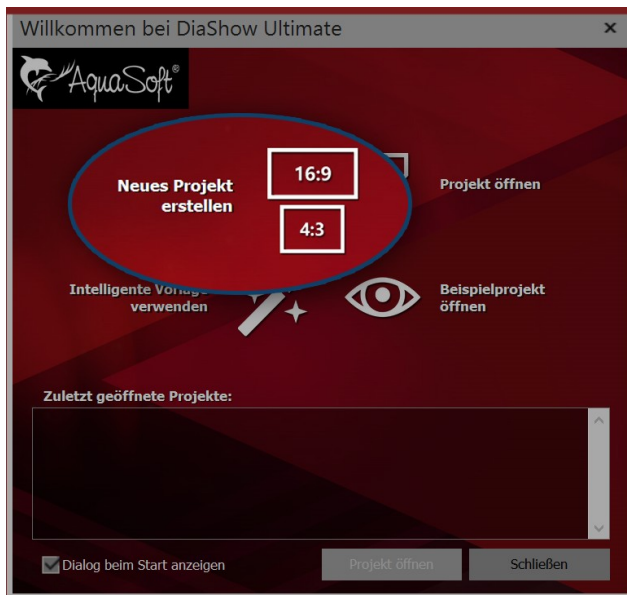 Willkommen bei DiaShow Ultimate
AquaSoft®
Neues Projekt
erstellen
16:9
4:3
Projekt öffnen
Intelligente
verwenden
Beispielprojekt
öffnen
Zuletzt geöffnete Projekte:
Dialog beim Start anzeigen
Projekt öffnen
Schließen